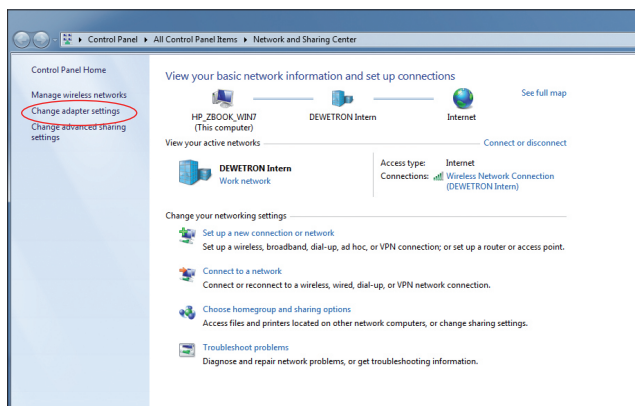 Control Panel ▸ All Control Panel Items ▸ Network and Sharing Center
Control Panel Home
Manage wireless networks
Change adapter settings
Change advanced sharing
settings
View your basic network information and set up connections
See full map
HP_ZBOOK_WIN7
(This computer)
DEWETRON Intern
Internet
View your active networks
Connect or disconnect
DEWETRON Intern
Work network
Access type: Internet
Connections: Wireless Network Connection
(DEWETRON Intern)
Change your networking settings
Set up a new connection or network
Set up a wireless, broadband, dial-up, ad hoc, or VPN connection; or set up a router or access point.
Connect to a network
Connect or reconnect to a wireless, wired, dial-up, or VPN network connection.
Choose homegroup and sharing options
Access files and printers located on other network computers, or change sharing settings.
Troubleshoot problems
Diagnose and repair network problems, or get troubleshooting information.